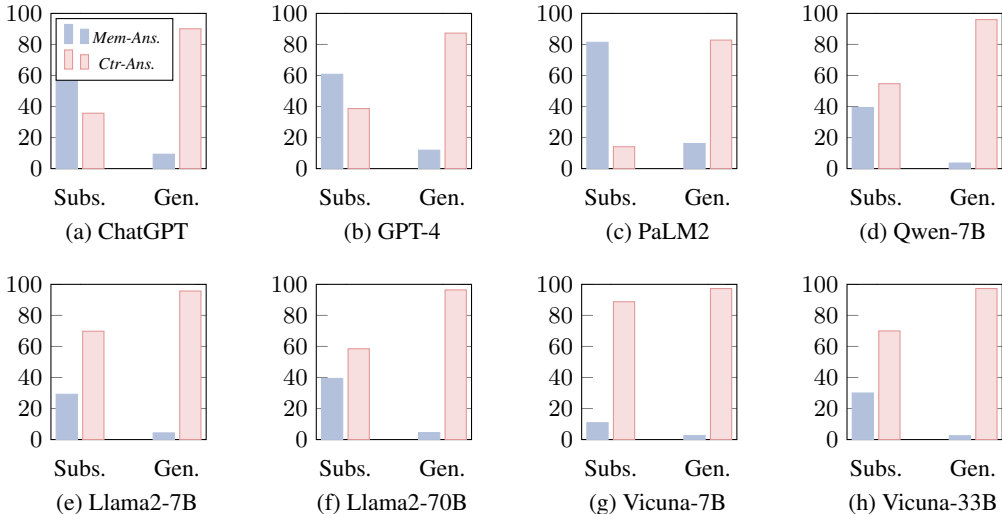 100
80
60
40
20
0
Mem-Ans.
Ctr-Ans.
Subs. Gen.
(a) ChatGPT
100
80
60
40
20
0
Subs. Gen.
(b) GPT-4
100
80
60
40
20
0
Subs. Gen.
(c) PaLM2
100
80
60
40
20
0
Subs. Gen.
(d) Qwen-7B
100
80
60
40
20
0
Subs. Gen.
(e) Llama2-7B
100
80
60
40
20
0
Subs. Gen.
(f) Llama2-70B
100
80
60
40
20
0
Subs. Gen.
(g) Vicuna-7B
100
80
60
40
20
0
Subs. Gen.
(h) Vicuna-33B